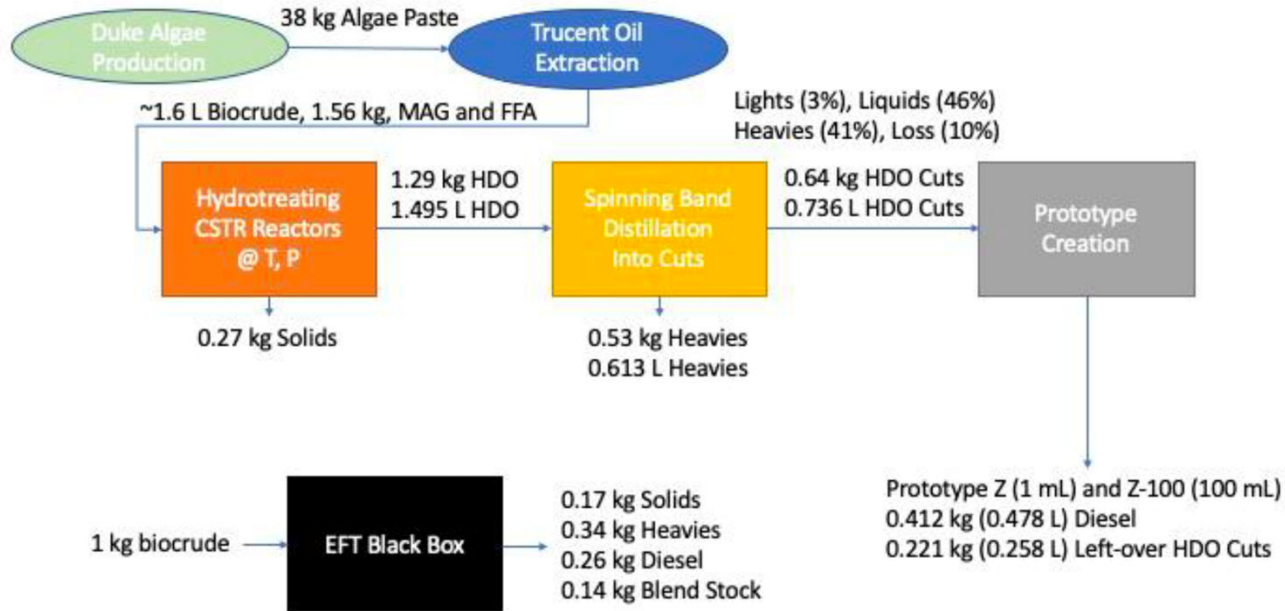 Duke Algae
Production
38 kg Algae Paste
Trucent Oil
Extraction
~1.6 L Biocrude, 1.56 kg, MAG and FFA
Lights (3%), Liquids (46%)
Heavies (41%), Loss (10%)
Hydrotreating
CSTR Reactors
@ T, P
1.29 kg HDO
1.495 L HDO
Spinning Band
Distillation
Into Cuts
0.64 kg HDO Cuts
0.736 L HDO Cuts
Prototype
Creation
0.27 kg Solids
0.53 kg Heavies
0.613 L Heavies
Prototype Z (1 mL) and Z-100 (100 mL)
0.412 kg (0.478 L) Diesel
0.221 kg (0.258 L) Left-over HDO Cuts
1 kg biocrude
EFT Black Box
0.17 kg Solids
0.34 kg Heavies
0.26 kg Diesel
0.14 kg Blend Stock